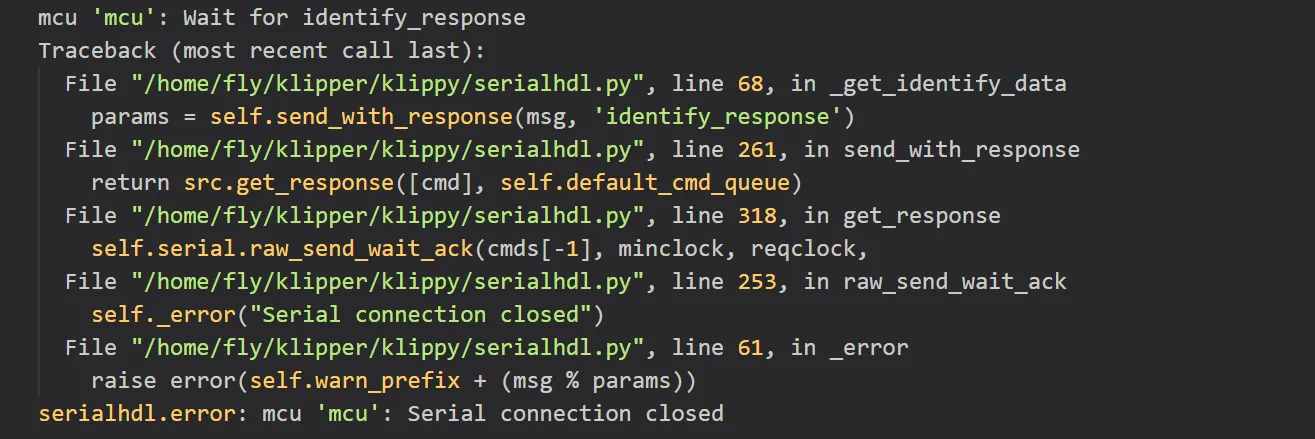 mcu 'mcu': Wait for identify_response
Traceback (most recent call last):
File "/home/fly/klipper/klippy/serialhdl.py", line 68, in _get_identify_data
params = self.send_with_response(msg, 'identify_response')
File "/home/fly/klipper/klippy/serialhdl.py", line 261, in send_with_response
return src.get_response([cmd], self.default_cmd_queue)
File "/home/fly/klipper/klippy/serialhdl.py", line 318, in get_response
self.serial.raw_send_wait_ack(cmds[-1], minclock, reqclock,
File "/home/fly/klipper/klippy/serialhdl.py", line 253, in raw_send_wait_ack
self._error("Serial connection closed")
File "/home/fly/klipper/klippy/serialhdl.py", line 61, in _error
raise error(self.warn_prefix + (msg % params))
serialhdl.error: mcu 'mcu': Serial connection closed